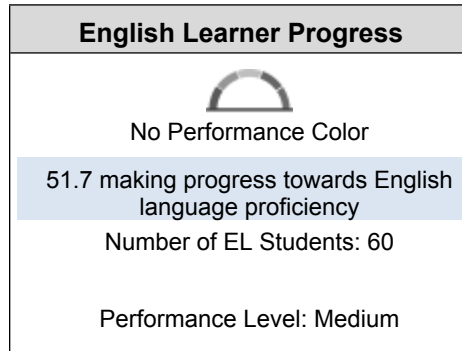 English Learner Progress
No Performance Color
51.7 making progress towards English
language proficiency
Number of EL Students: 60
Performance Level: Medium